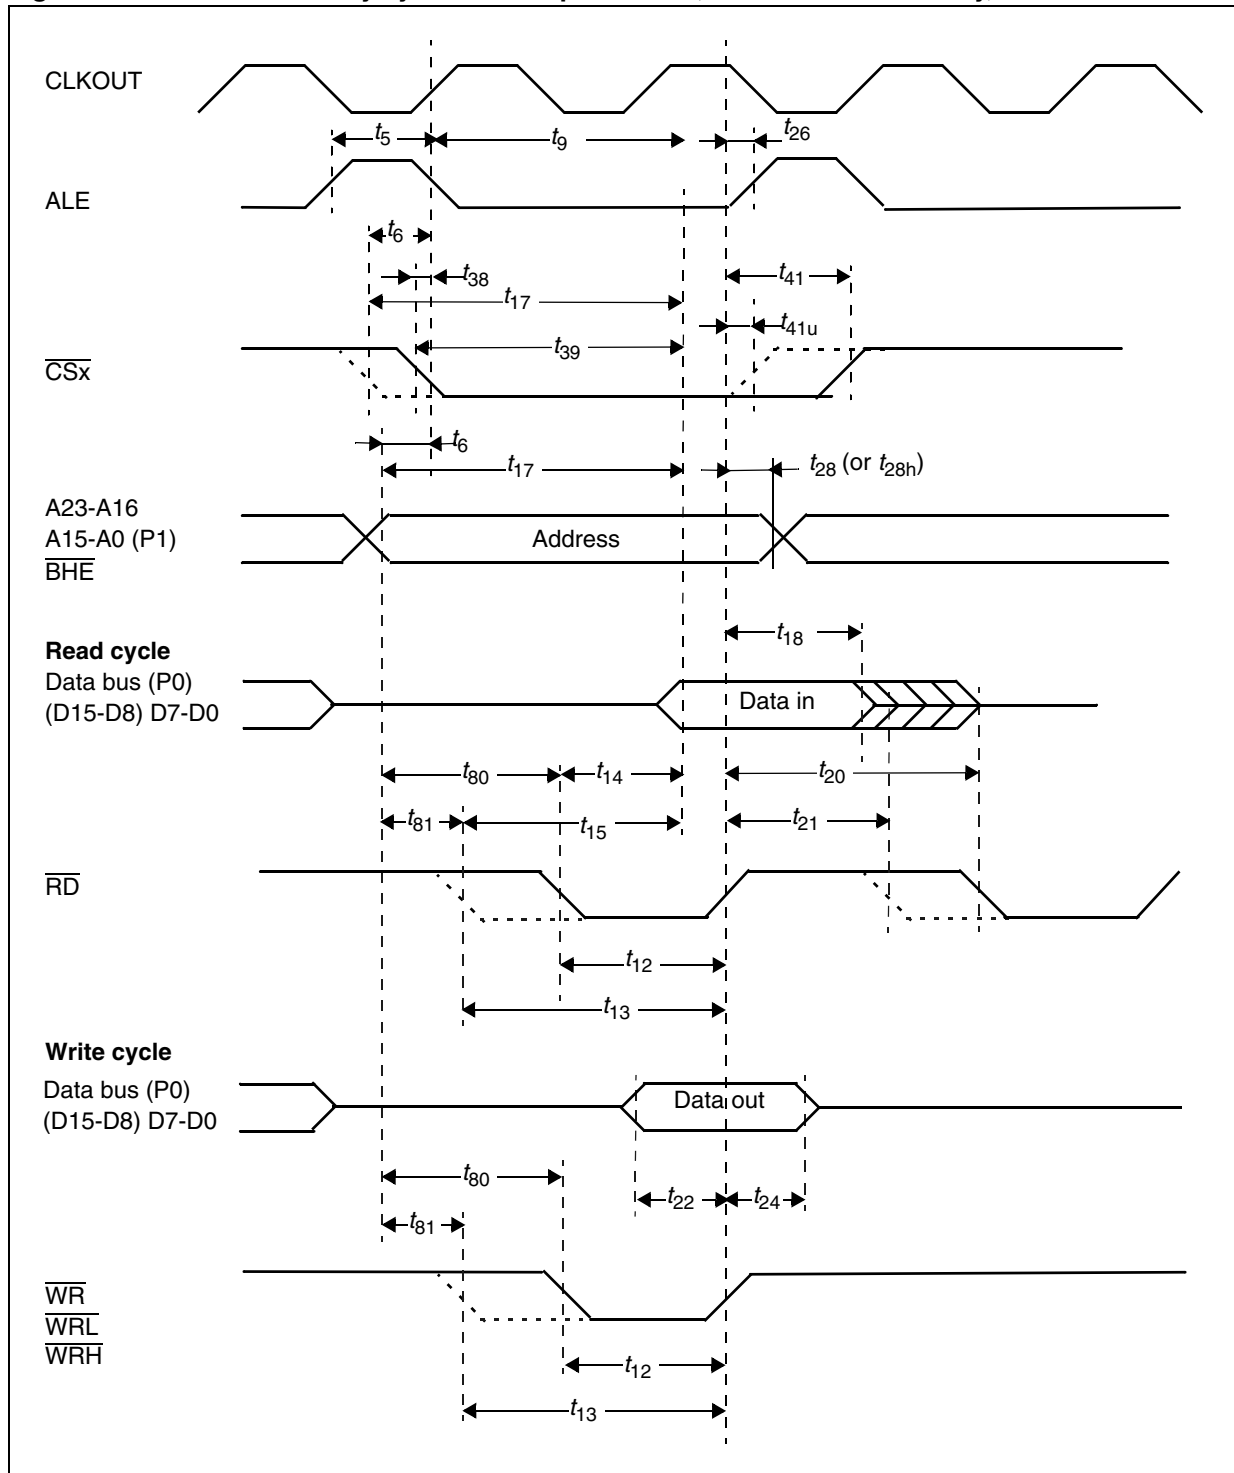 CLKOUT
t5
t9
t26
ALE
t6
t38
t41
t17
t41u
t39
CSx
t6
t17
t28 (or t28h)
A23-A16
A15-A0 (P1)
Address
BHE
t18
Read cycle
Data bus (P0)
Data in
(D15-D8) D7-D0
t80
t14
t20
t81
t15
t21
RD
t12
t13
Write cycle
Data bus (P0)
Data out
(D15-D8) D7-D0
t80
t22
t24
t81
WR
WRL
WRH
t12
t13